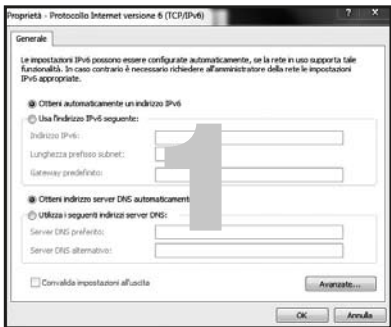 Proprietà - Protocollo Internet versione 6 (TCP/IPv6)
? X
Generale
Le impostazioni IPv6 possono essere configurate automaticamente, se la rete in uso supporta tale
funzionalità. In caso contrario è necessario richiedere all'amministratore della rete le impostazioni
IPv6 appropriate.
Ottieni automaticamente un indirizzo IPv6
Usa l'indirizzo IPv6 seguente:
Indirizzo IPv6:
Lunghezza prefisso subnet:
Gateway predefinito:
1
Ottieni indirizzo server DNS automaticamente
Utilizza i seguenti indirizzi server DNS:
Server DNS preferito:
Server DNS alternativo:
Convalida impostazioni all'uscita
Avanzate...
OK
Annulla